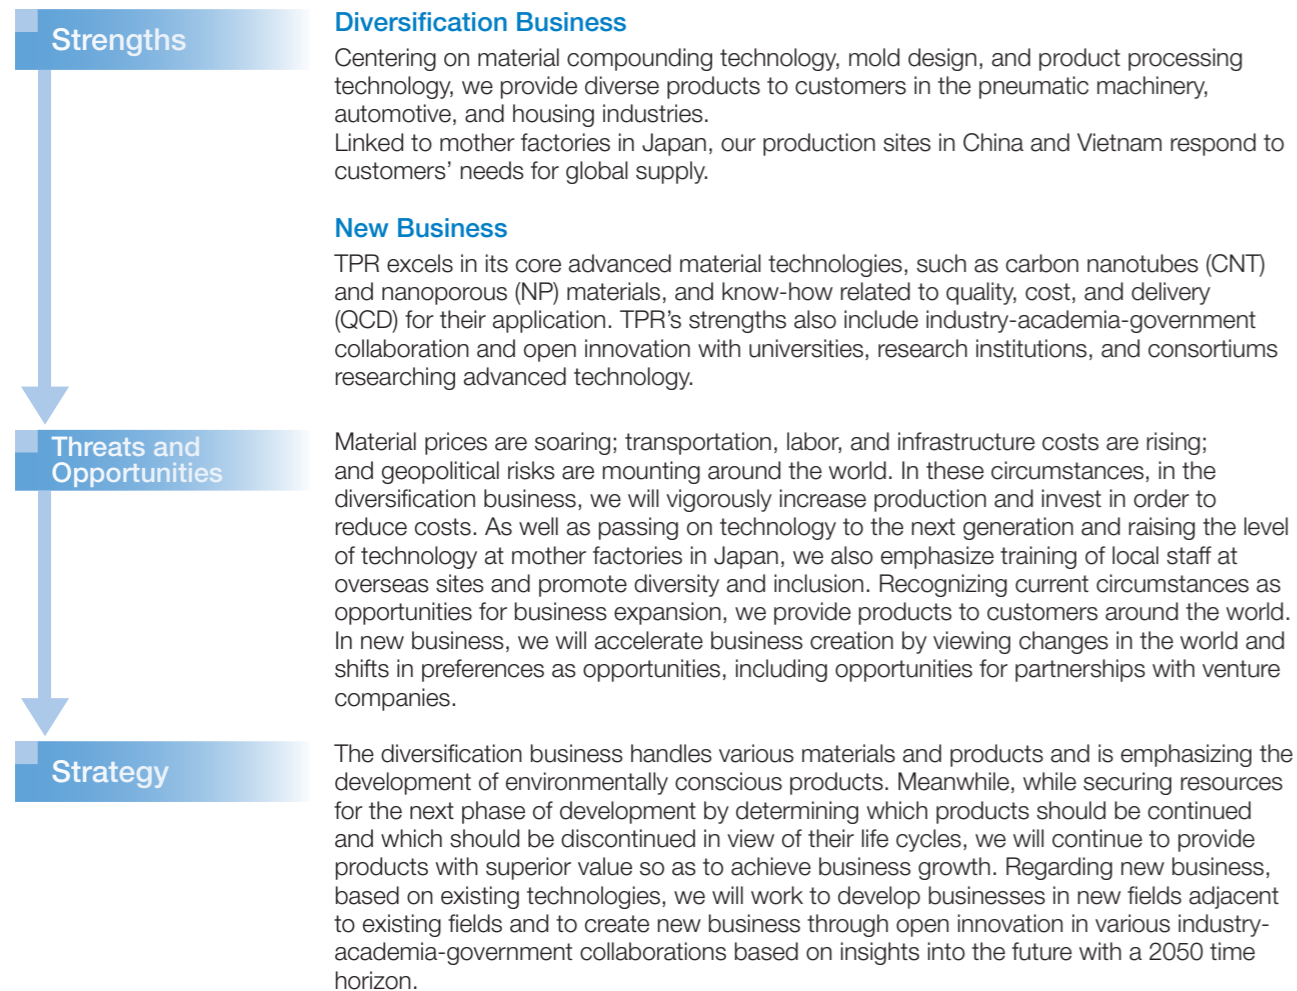 Strengths
Diversification Business
Centering on material compounding technology, mold design, and product processing
technology, we provide diverse products to customers in the pneumatic machinery,
automotive, and housing industries.
Linked to mother factories in Japan, our production sites in China and Vietnam respond to
customers’ needs for global supply.
New Business
TPR excels in its core advanced material technologies, such as carbon nanotubes (CNT)
and nanoporous (NP) materials, and know-how related to quality, cost, and delivery
(QCD) for their application. TPR’s strengths also include industry-academia-government
collaboration and open innovation with universities, research institutions, and consortiums
researching advanced technology.
Threats and
Opportunities
Material prices are soaring; transportation, labor, and infrastructure costs are rising;
and geopolitical risks are mounting around the world. In these circumstances, in the
diversification business, we will vigorously increase production and invest in order to
reduce costs. As well as passing on technology to the next generation and raising the level
of technology at mother factories in Japan, we also emphasize training of local staff at
overseas sites and promote diversity and inclusion. Recognizing current circumstances as
opportunities for business expansion, we provide products to customers around the world.
In new business, we will accelerate business creation by viewing changes in the world and
shifts in preferences as opportunities, including opportunities for partnerships with venture
companies.
Strategy
The diversification business handles various materials and products and is emphasizing the
development of environmentally conscious products. Meanwhile, while securing resources
for the next phase of development by determining which products should be continued
and which should be discontinued in view of their life cycles, we will continue to provide
products with superior value so as to achieve business growth. Regarding new business,
based on existing technologies, we will work to develop businesses in new fields adjacent
to existing fields and to create new business through open innovation in various industry-
academia-government collaborations based on insights into the future with a 2050 time
horizon.